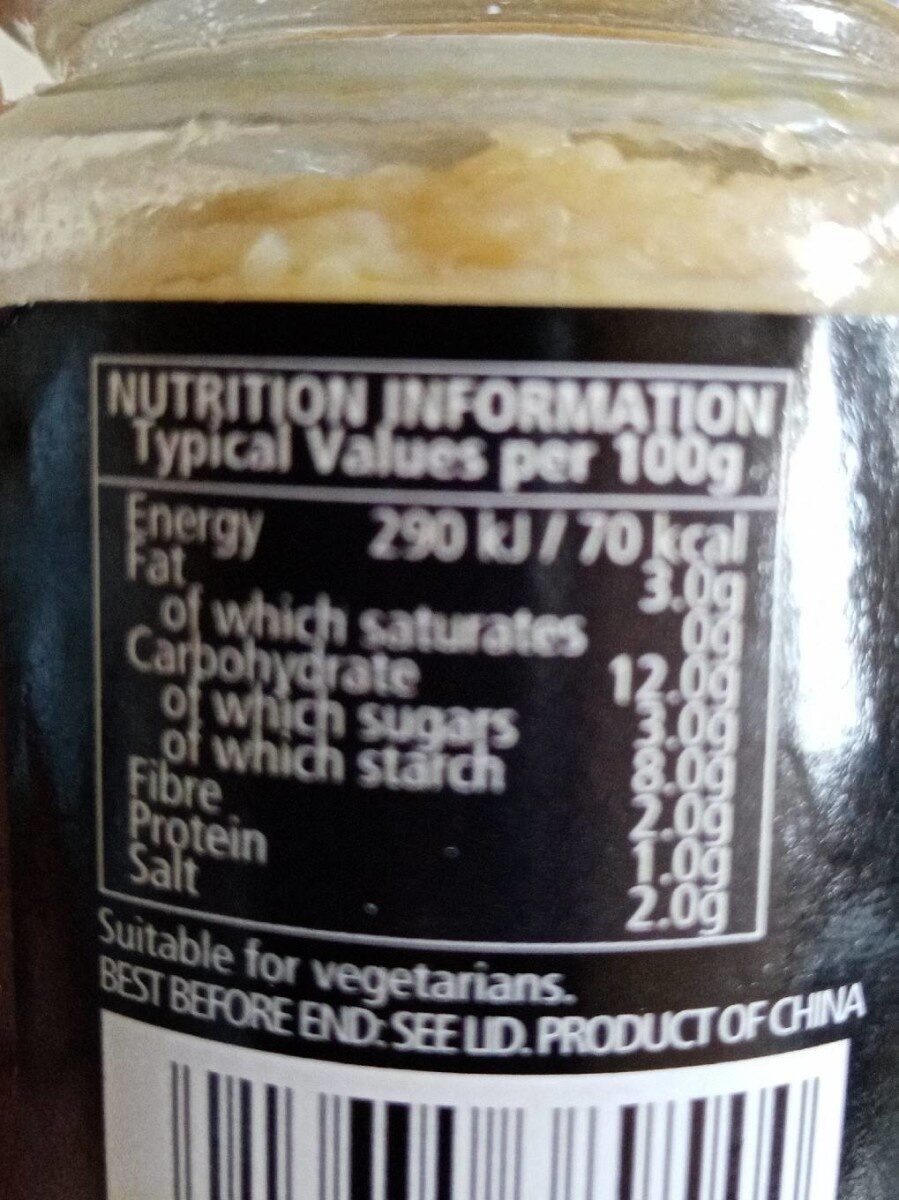 NUTRITION INFORMATION
Typical Values per 100g
Energy 290 kJ / 70 kcal
Fat 3.0g
of which saturates 0g
Carbohydrate 12.0g
of which sugars 3.0g
of which starch 8.0g
Fibre 2.0g
Protein 1.0g
Salt 2.0g
Suitable for vegetarians.
BEST BEFORE END: SEE LID. PRODUCT OF CHINA